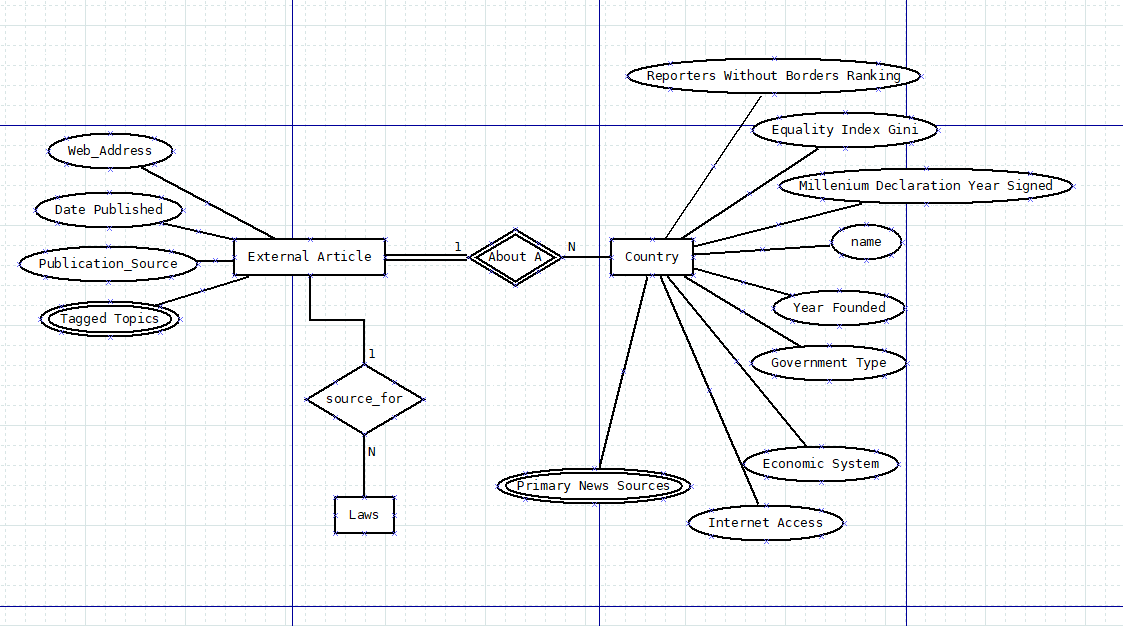 Reporters Without Borders Ranking
Equality Index Gini
Web_Address
Millenium Declaration Year Signed
Date Published
name
1
N
External Article
About A
Country
Publication_Source
Year Founded
Tagged Topics
1
Government Type
source_for
N
Economic System
Primary News Sources
Laws
Internet Access